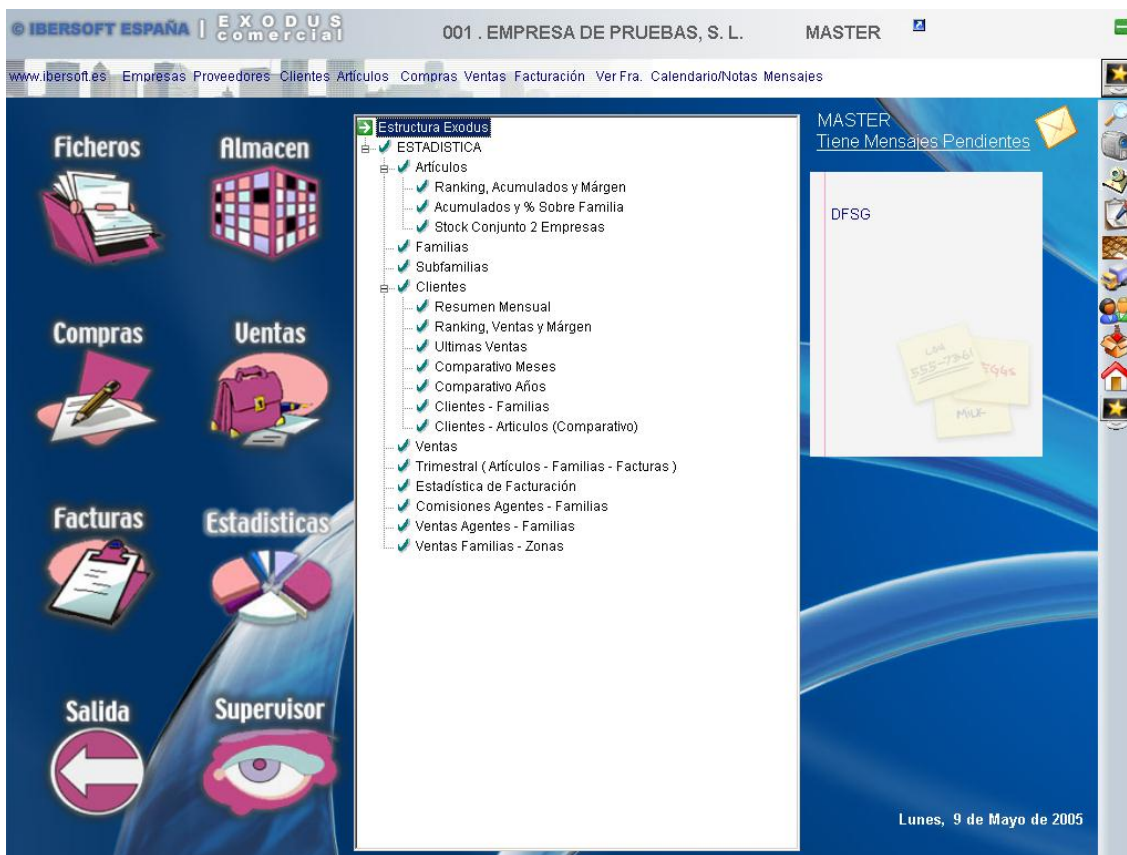 © IBERSOFT ESPAÑA | EXODUS
comercial
001 . EMPRESA DE PRUEBAS, S. L. MASTER
www.ibersoft.es Empresas Proveedores Clientes Artículos Compras Ventas Facturación Ver Fra. Calendario/Notas Mensajes
Ficheros
Almacen
Compras
Ventas
Facturas
Estadisticas
Salida
Supervisor
Estructura Exodus
ESTADISTICA
Artículos
Ranking, Acumulados y Márgen
Acumulados y % Sobre Familia
Stock Conjunto 2 Empresas
Familias
Subfamilias
Clientes
Resumen Mensual
Ranking, Ventas y Márgen
Ultimas Ventas
Comparativo Meses
Comparativo Años
Clientes - Familias
Clientes - Articulos (Comparativo)
Ventas
Trimestral ( Artículos - Familias - Facturas )
Estadística de Facturación
Comisiones Agentes - Familias
Ventas Agentes - Familias
Ventas Familias - Zonas
MASTER
Tiene Mensajes Pendientes
DFSG
555-7361
EGGS
MILK
Lunes, 9 de Mayo de 2005